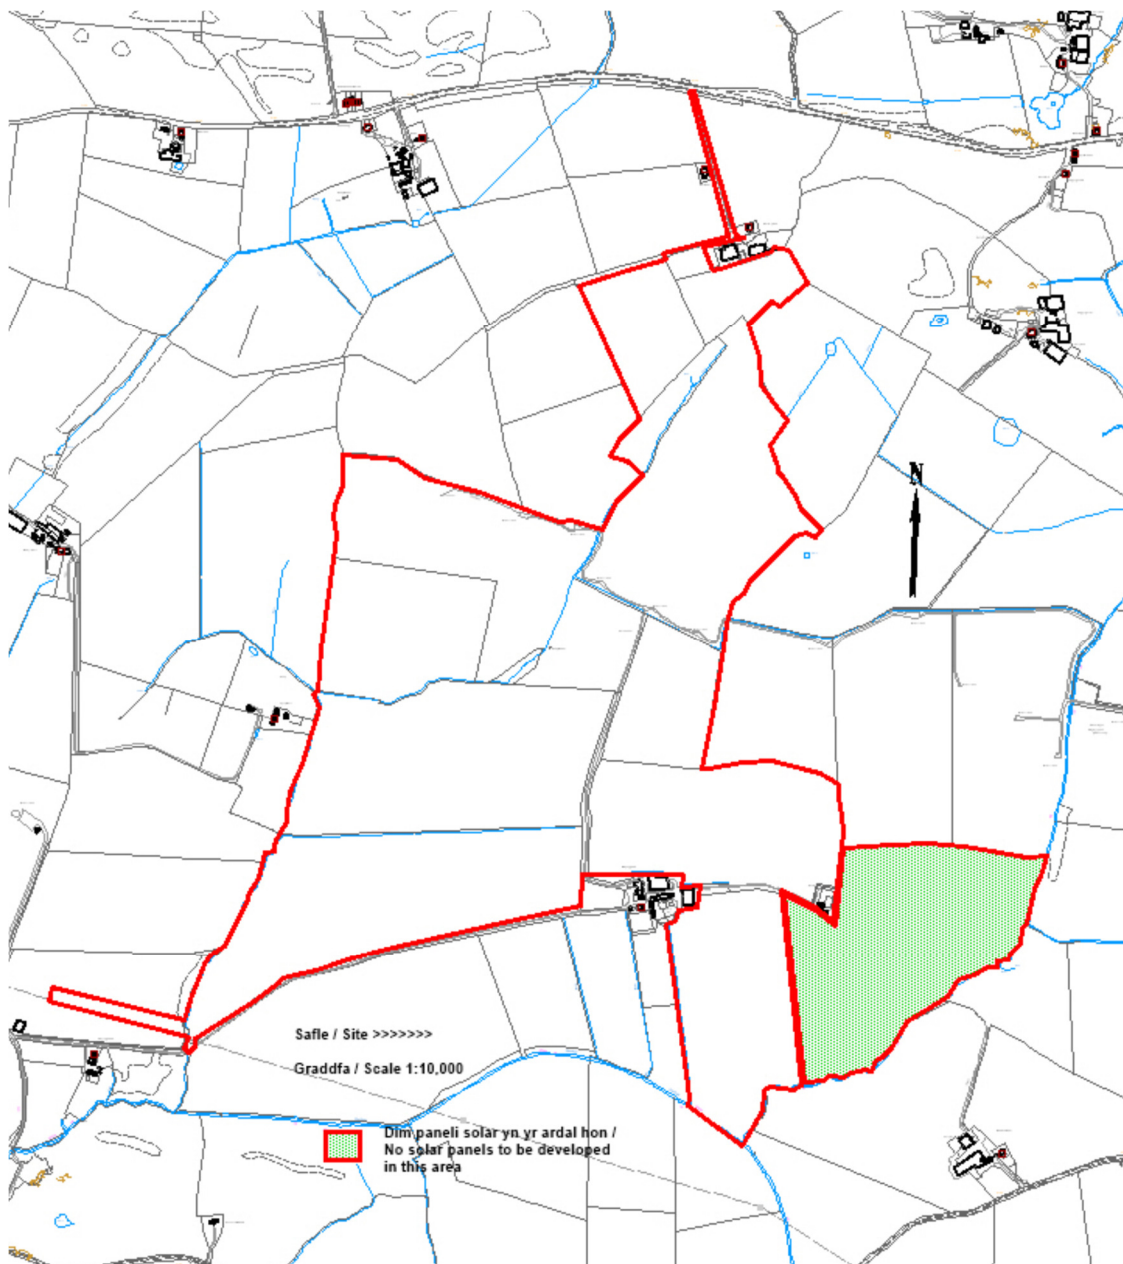 N
Safle / Site >>>>>>>
Graddfa / Scale 1:10,000
Dim paneli solar yn yr ardal hon /
No solar panels to be developed
in this area